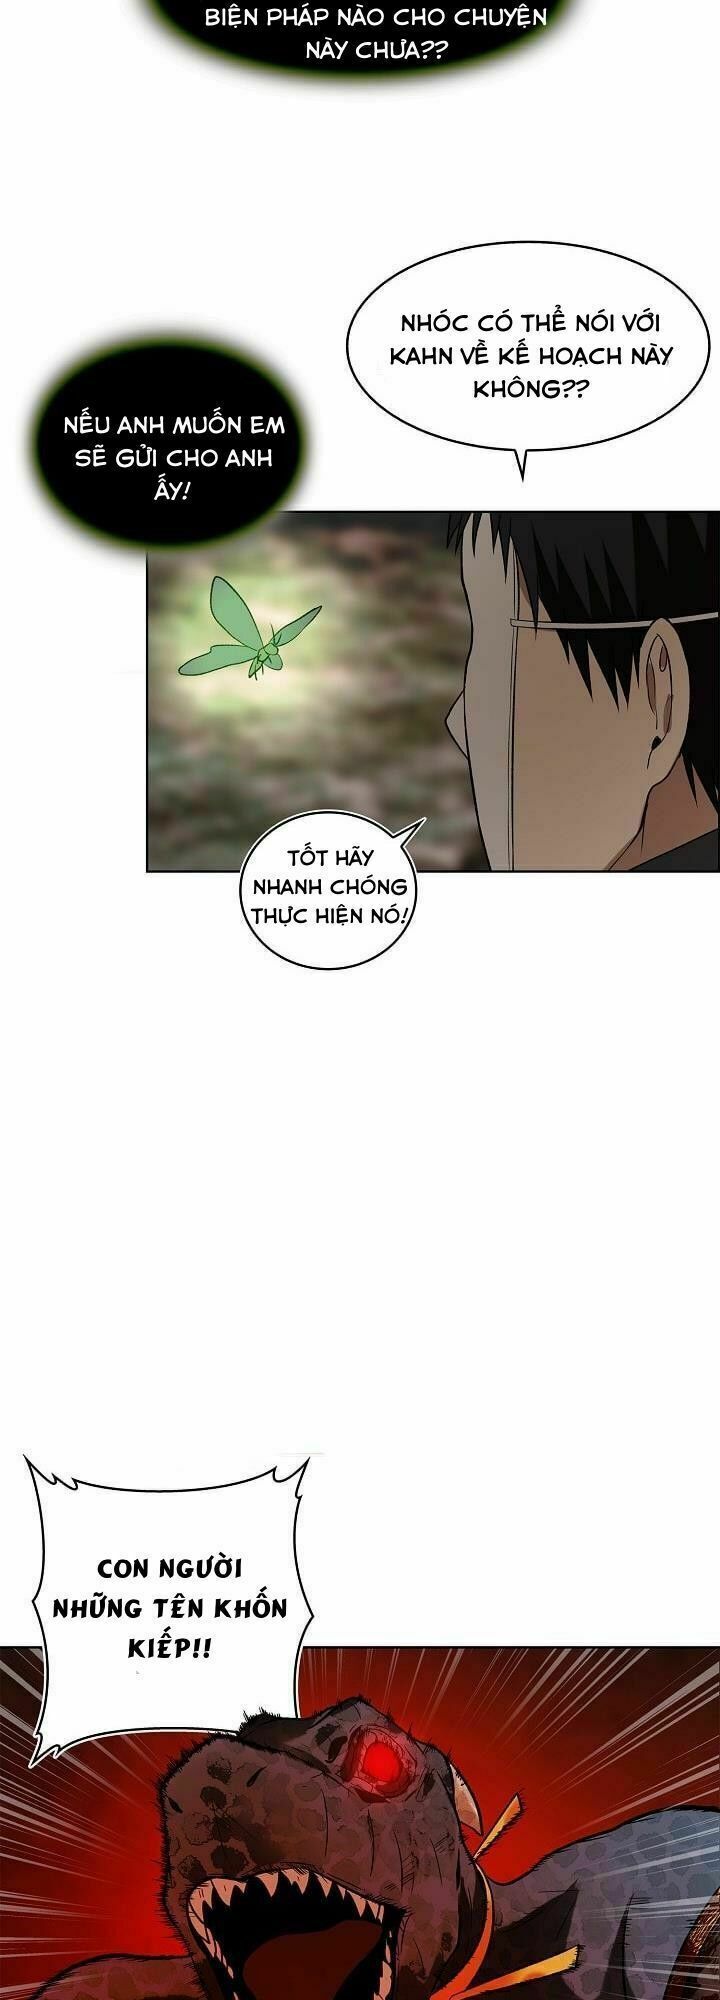 BIỆN PHÁP NÀO CHO CHUYỆN
NÀY CHƯA??
NHÓC CÓ THỂ NÓI VỚI
KAHN VỀ KẾ HOẠCH NÀY
KHÔNG??
NẾU ANH MUỐN EM
SẼ GỬI CHO ANH
ẤY!
TỐT HÃY
NHANH CHÓNG
THỰC HIỆN NÓ!
CON NGƯỜI
NHỮNG TÊN KHỐN
KIẾP!!